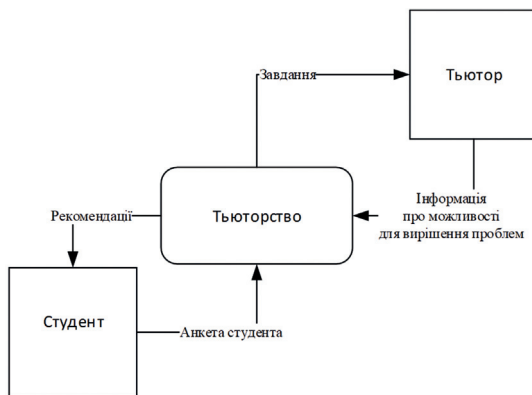 Завдання
Тьютор
Інформація
про можливості
для вирішення проблем
Тьюторство
Рекомендації
Студент
Анкета студента